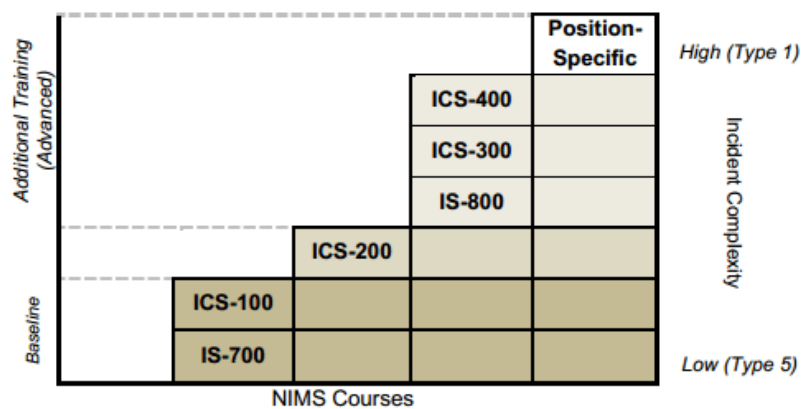 Position-
Specific
High (Type 1)
Additional Training
(Advanced)
ICS-400
ICS-300
IS-800
Incident Complexity
ICS-200
ICS-100
Baseline
IS-700
Low (Type 5)
NIMS Courses